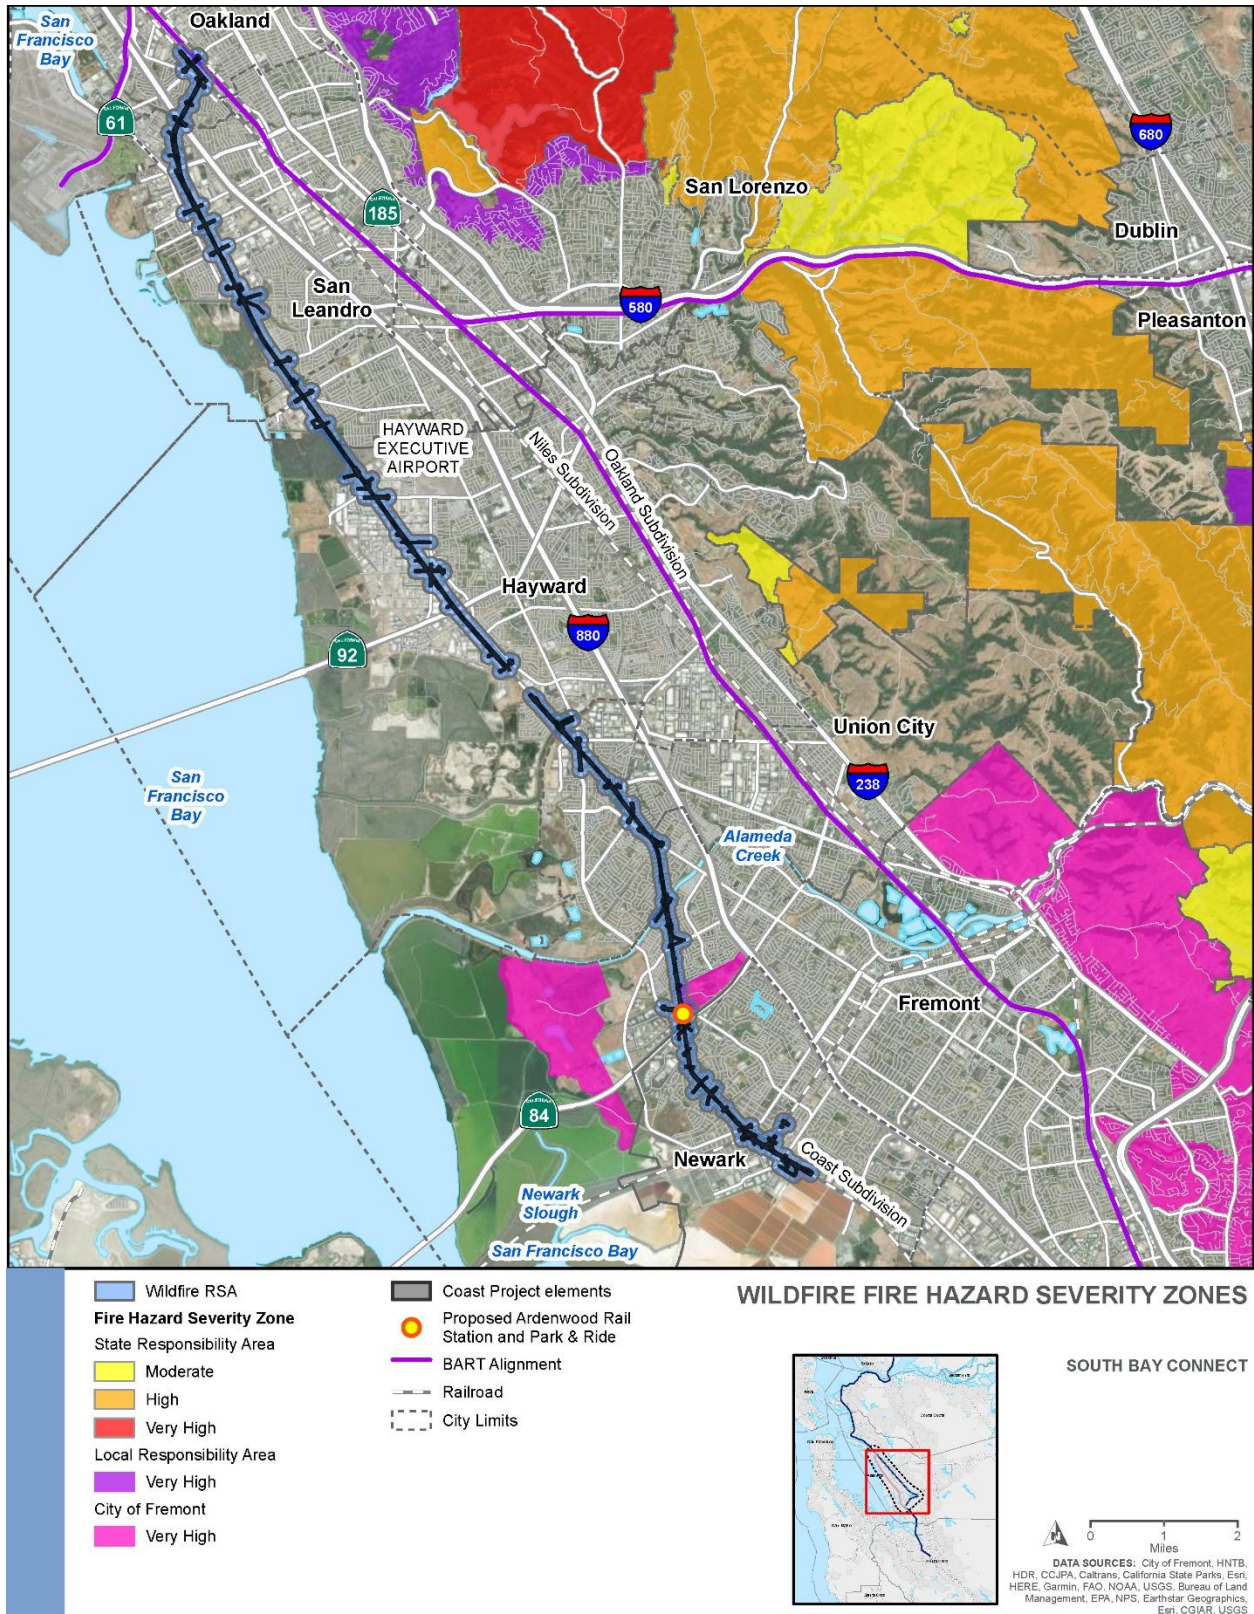 Oakland
San
Francisco
Bay
61
680
San Lorenzo
185
Dublin
San
Leandro
580
Pleasanton
HAYWARD
EXECUTIVE
AIRPORT
Niles Subdivision
Oakland Subdivision
Hayward
880
92
Union City
San
Francisco
Bay
238
Alameda
Creek
Fremont
84
Newark
Coast Subdivision
Newark
Slough
San Francisco Bay
Wildfire RSA
Fire Hazard Severity Zone
State Responsibility Area
Moderate
High
Very High
Local Responsibility Area
Very High
City of Fremont
Very High
Coast Project elements
Proposed Ardenwood Rail
Station and Park & Ride
BART Alignment
Railroad
City Limits
WILDFIRE FIRE HAZARD SEVERITY ZONES
SOUTH BAY CONNECT
N
0 1 2
Miles
DATA SOURCES: City of Fremont, HNTB,
HDR, CCJPA, Caltrans, California State Parks, Esri,
HERE, Garmin, FAO, NOAA, USGS, Bureau of Land
Management, EPA, NPS, Earthstar Geographics,
Esri, CGIAR, USGS